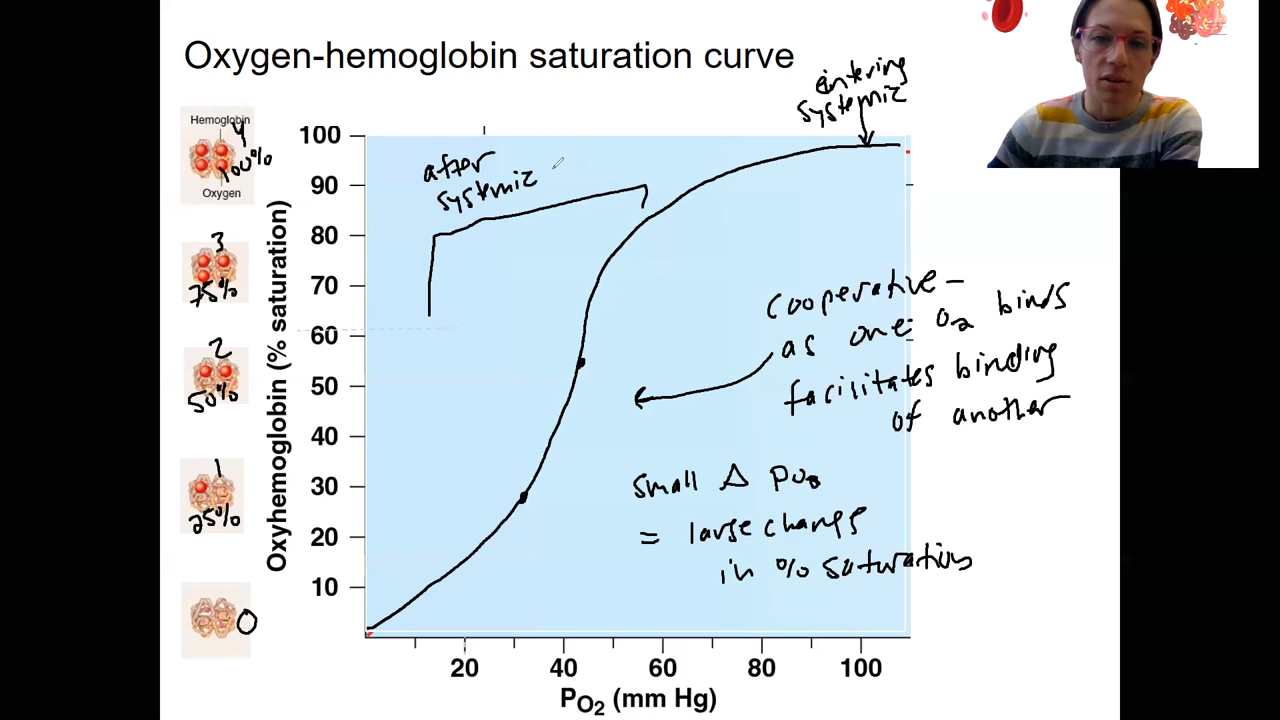 Oxygen-hemoglobin saturation curve
entering
systemic
Hemoglobin
4
100%
Oxygen
3
75%
2
50%
1
25%
0
Oxyhemoglobin (% saturation)
100
90
80
70
60
50
40
30
20
10
after
systemic
cooperative –
as one O2 binds
facilitates binding
of another
small Δ PO2
= large change
in % saturation
20
40
60
80
100
PO2 (mm Hg)